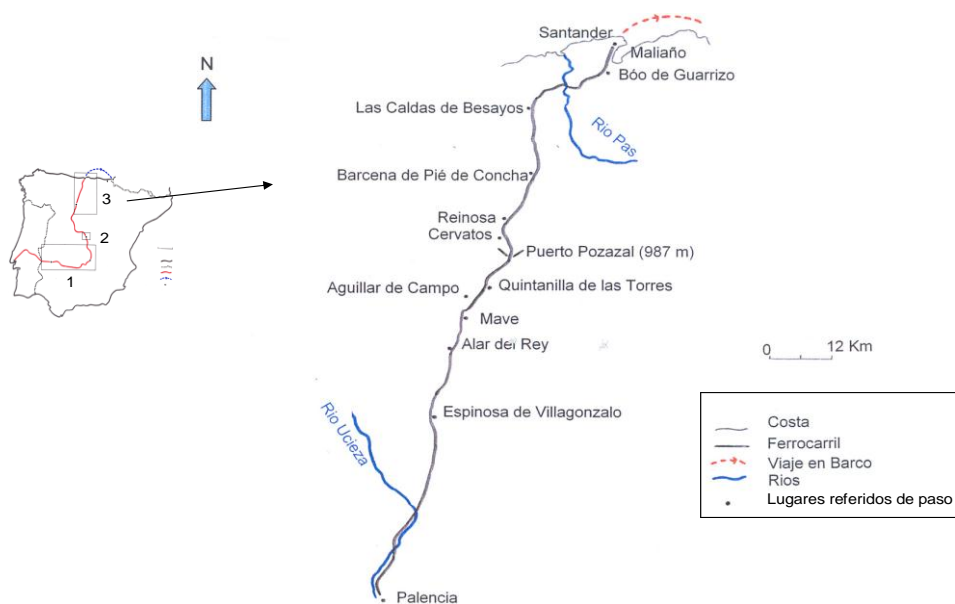 Santander
Maliaño
N
Bóo de Guarrizo
Las Caldas de Besayos
Rio Pas
Barcena de Pié de Concha
3
Reinosa
Cervatos
2
Puerto Pozazal (987 m)
1
Aguillar de Campo
Quintanilla de las Torres
Mave
Alar del Rey
0 12 Km
Rio Ucieza
Espinosa de Villagonzalo
Costa
Ferrocarril
Viaje en Barco
Rios
Lugares referidos de paso
Palencia